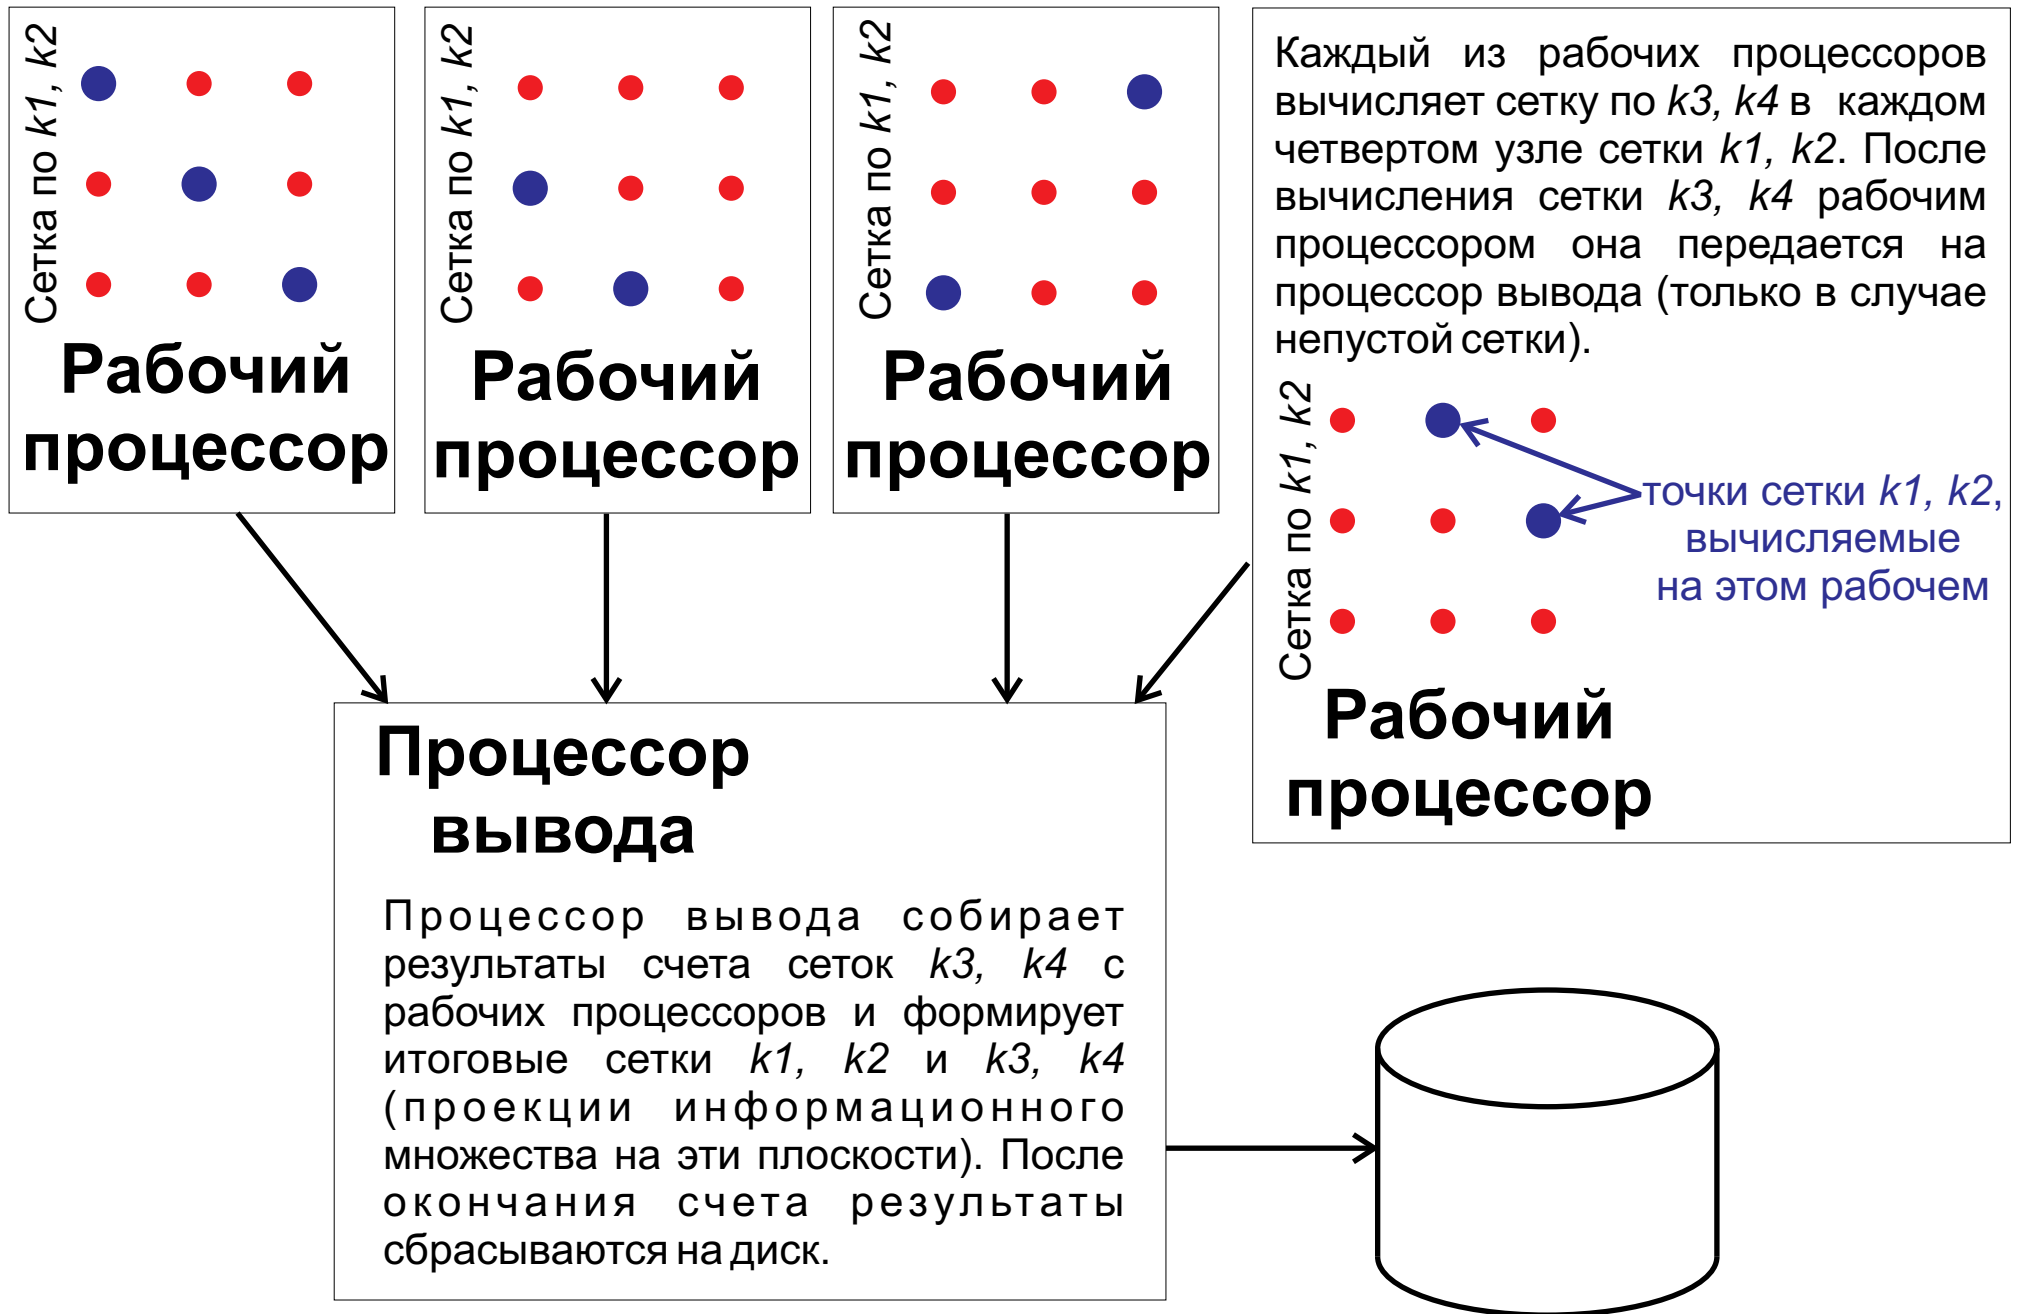 Сетка по k1, k2
Рабочий
процессор
Сетка по k1, k2
Рабочий
процессор
Сетка по k1, k2
Рабочий
процессор
Каждый из рабочих процессоров
вычисляет сетку по k3, k4 в каждом
четвертом узле сетки k1, k2. После
вычисления сетки k3, k4 рабочим
процессором она передается на
процессор вывода (только в случае
непустой сетки).
Сетка по k1, k2
точки сетки k1, k2,
вычисляемые
на этом рабочем
Рабочий
процессор
Процессор
вывода
Процессор вывода собирает
результаты счета сеток k3, k4 с
рабочих процессоров и формирует
итоговые сетки k1, k2 и k3, k4
(проекции информационного
множества на эти плоскости). После
окончания счета результаты
сбрасываются на диск.